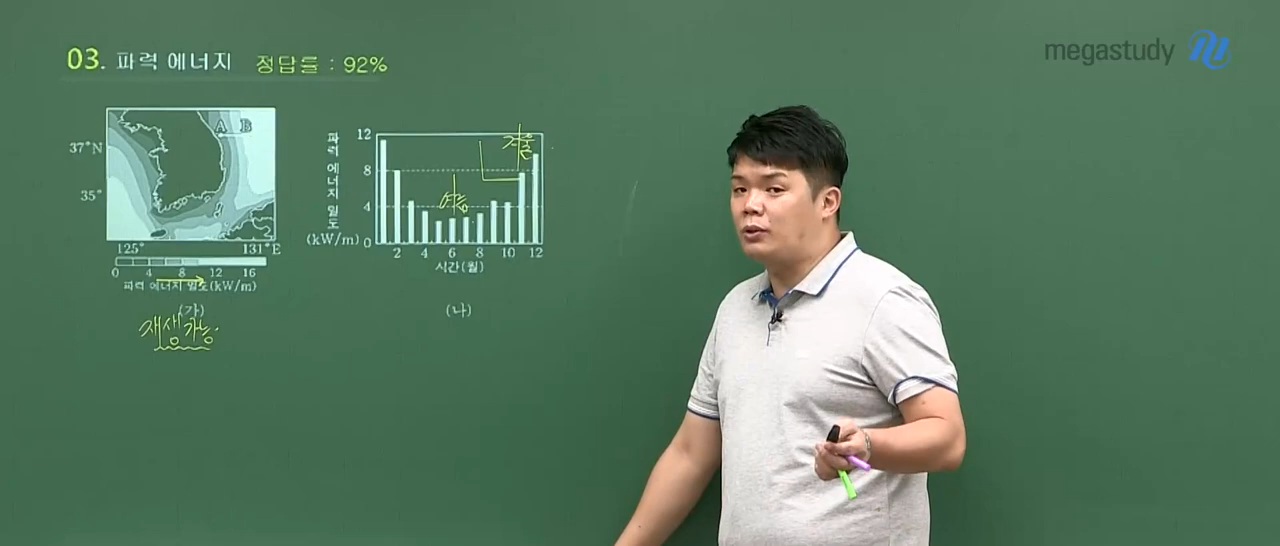 03. 파력 에너지 정답률 : 92%
megastudy
A B
37°N
35°
125° 131°E
0 4 8 12 16
파력 에너지 밀도(kW/m)
(가)
재생가능.
파력 에너지 밀도
(kW/m)
12
8
4
0
겨울
여름
2 4 6 8 10 12
시간(월)
(나)